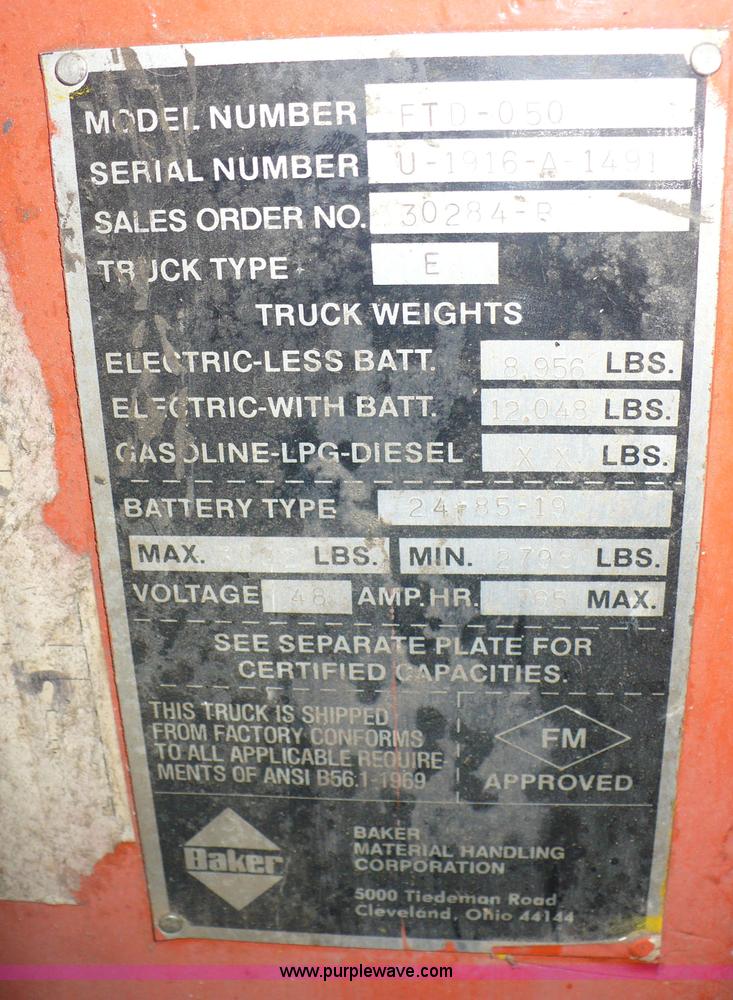 MODEL NUMBER FTD-050
SERIAL NUMBER U-1916-A-1491
SALES ORDER NO. 30284-R
TRUCK TYPE E
TRUCK WEIGHTS
ELECTRIC-LESS BATT. 8,956 LBS.
ELECTRIC-WITH BATT. 12,048 LBS.
GASOLINE-LPG-DIESEL X X LBS.
BATTERY TYPE 24-85-19
MAX. LBS. MIN. LBS.
VOLTAGE 48 AMP.HR. 765 MAX.
SEE SEPARATE PLATE FOR
CERTIFIED CAPACITIES.
THIS TRUCK IS SHIPPED
FROM FACTORY CONFORMS
TO ALL APPLICABLE REQUIRE
MENTS OF ANSI B56.1-1969
FM
APPROVED
Baker
BAKER
MATERIAL HANDLING
CORPORATION
5000 Tiedeman Road
Cleveland, Ohio 44144
www.purplewave.com